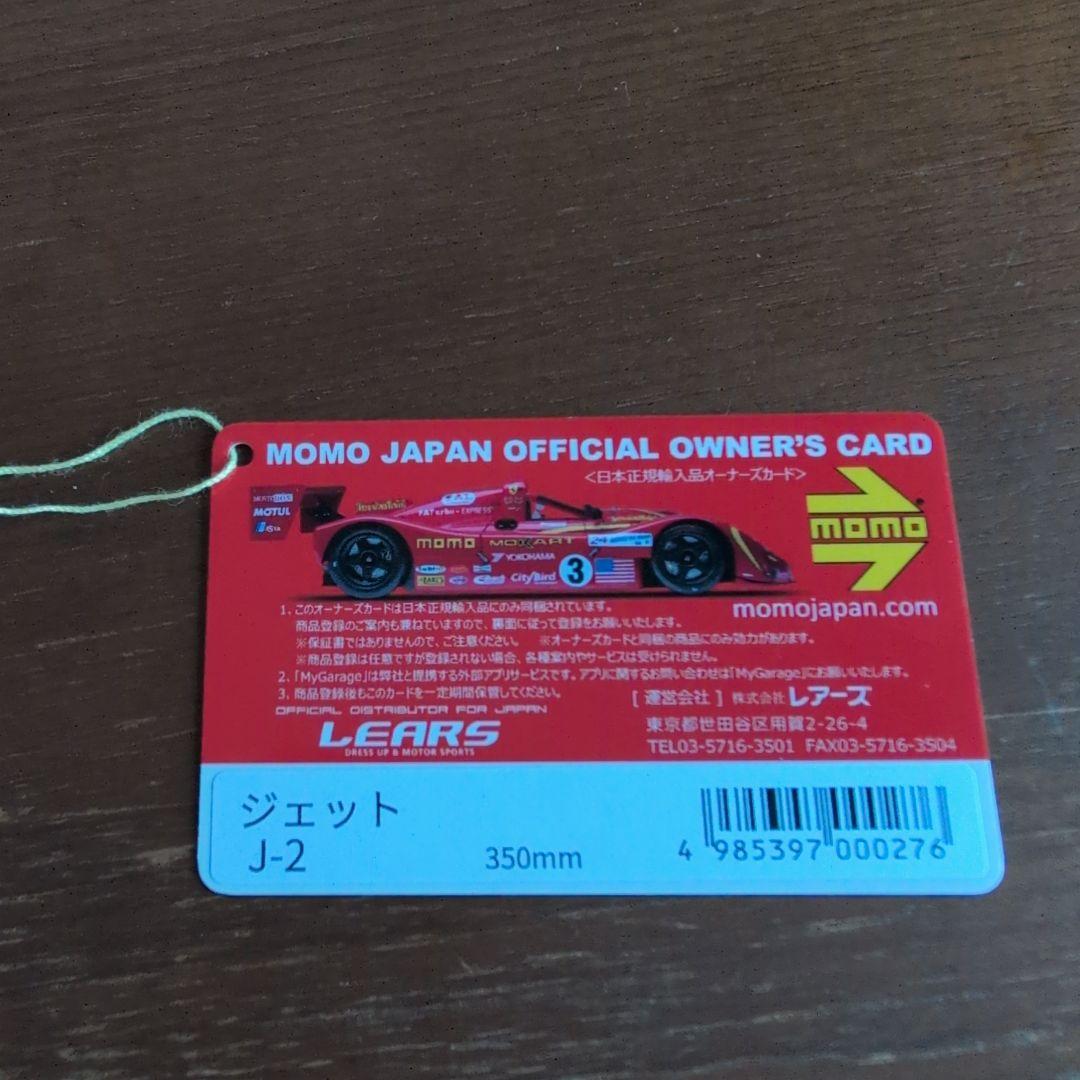 MOMO JAPAN OFFICIAL OWNER'S CARD
<日本正規輸入品オーナーズカード>
MOTUL
momo
FATurbo-EXPRESS
momo MOMOCART
YOKOHAMA
CityBird
3
24
momojapan.com
1、このオーナーズカードは日本正規輸入品にのみ同梱されています。
商品登録のご案内も兼ねていますので、裏面に従って登録をお願いいたします。
※保証書ではありませんので、ご注意ください。 ※オーナーズカードと同梱の商品にのみ効力があります。
※商品登録は任意ですが登録されない場合、各種案内やサービスは受けられません。
2、「MyGarage」は弊社と提携する外部アプリサービスです。アプリに関するお問い合わせは「MyGarage」にお願いいたします。
3、商品登録後もこのカードを一定期間保管してください。
[ 運営会社 ] 株式会社 レアーズ
OFFICIAL DISTRIBUTOR FOR JAPAN
LEARS
DRESS UP & MOTOR SPORTS
東京都世田谷区用賀2-26-4
TEL03-5716-3501 FAX03-5716-3504
ジェット
J-2
350mm
4 985397 000276